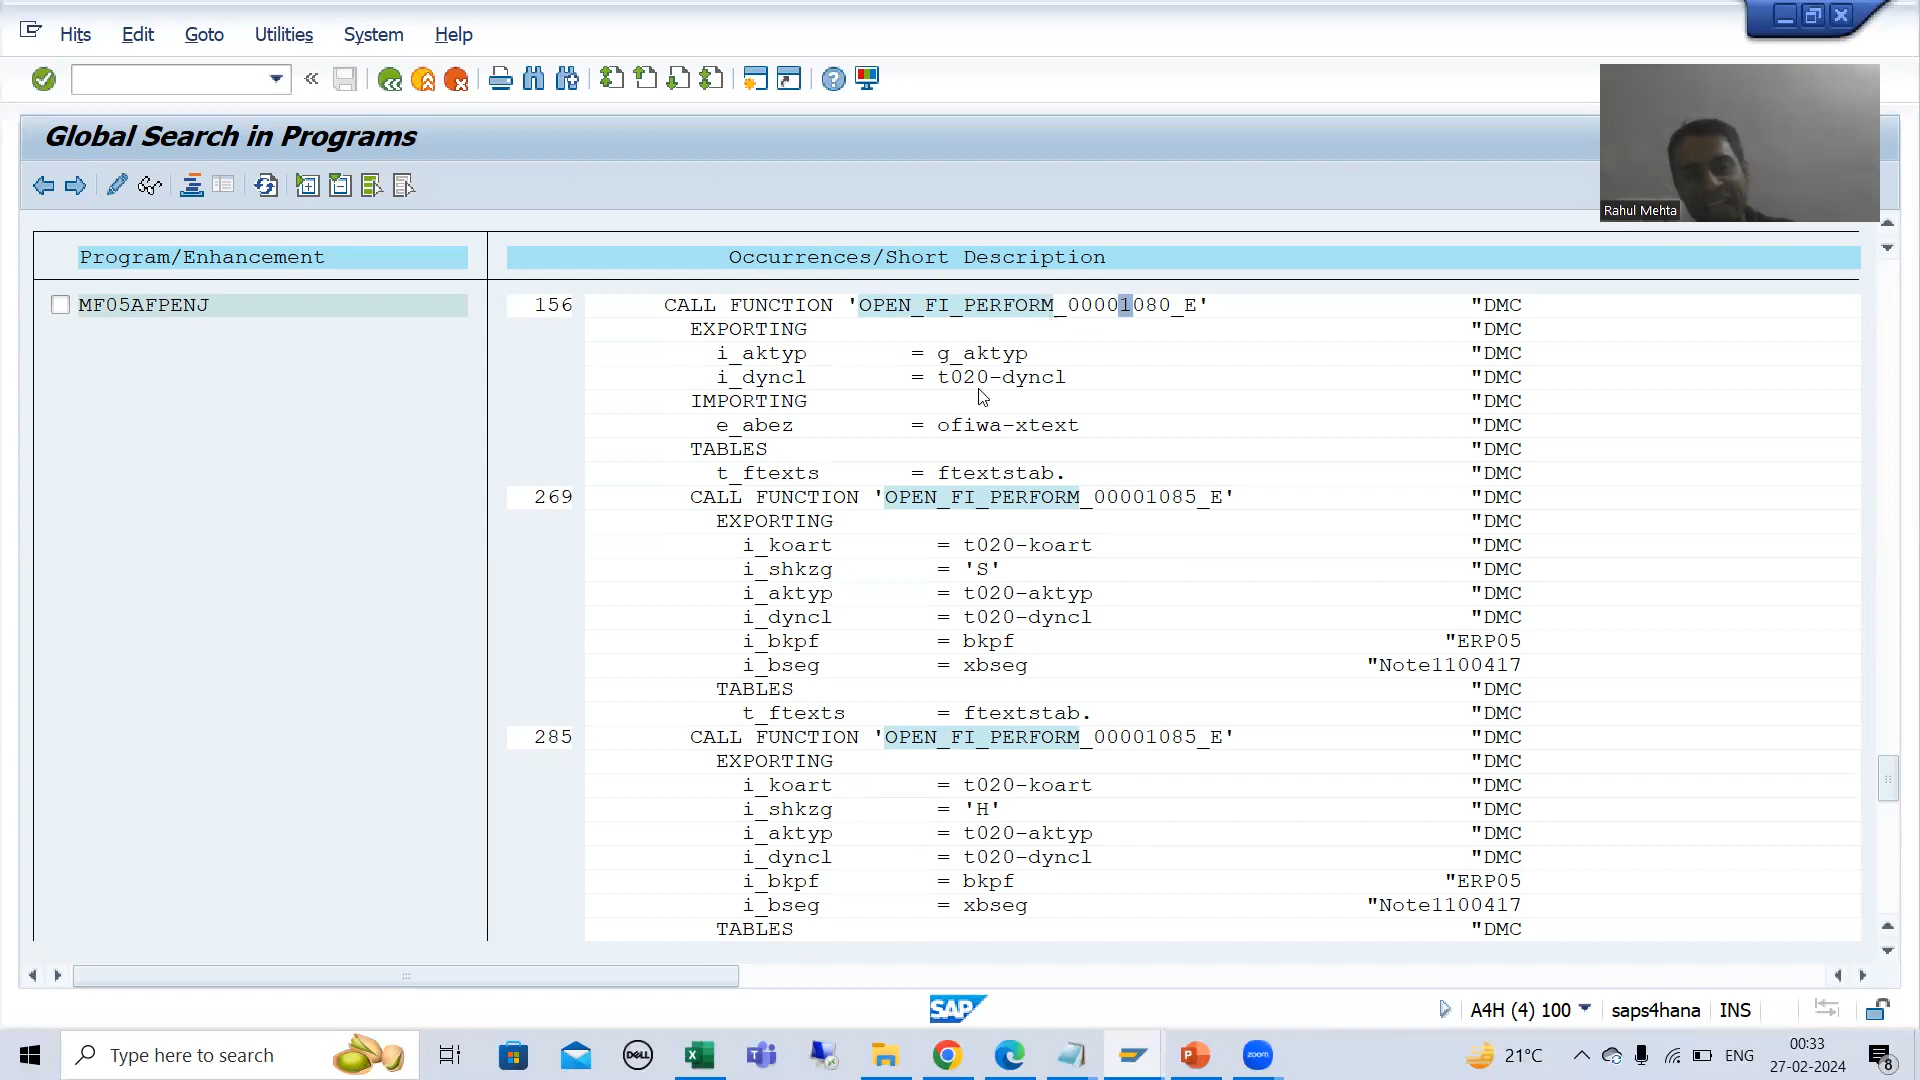 Hits Edit Goto Utilities System Help
Global Search in Programs
Rahul Mehta
Program/Enhancement Occurrences/Short Description
MF05AFPENJ 156 CALL FUNCTION 'OPEN_FI_PERFORM_00001080_E' "DMC
EXPORTING "DMC
i_aktyp = g_aktyp "DMC
i_dyncl = t020-dyncl "DMC
IMPORTING "DMC
e_abez = ofiwa-xtext "DMC
TABLES "DMC
t_ftexts = ftextstab. "DMC
269 CALL FUNCTION 'OPEN_FI_PERFORM_00001085_E' "DMC
EXPORTING "DMC
i_koart = t020-koart "DMC
i_shkzg = 'S' "DMC
i_aktyp = t020-aktyp "DMC
i_dyncl = t020-dyncl "DMC
i_bkpf = bkpf "ERP05
i_bseg = xbseg "Note1100417
TABLES "DMC
t_ftexts = ftextstab. "DMC
285 CALL FUNCTION 'OPEN_FI_PERFORM_00001085_E' "DMC
EXPORTING "DMC
i_koart = t020-koart "DMC
i_shkzg = 'H' "DMC
i_aktyp = t020-aktyp "DMC
i_dyncl = t020-dyncl "DMC
i_bkpf = bkpf "ERP05
i_bseg = xbseg "Note1100417
TABLES "DMC
SAP A4H (4) 100 saps4hana INS
Type here to search DELL zoom 21°C ENG 00:33
27-02-2024 8